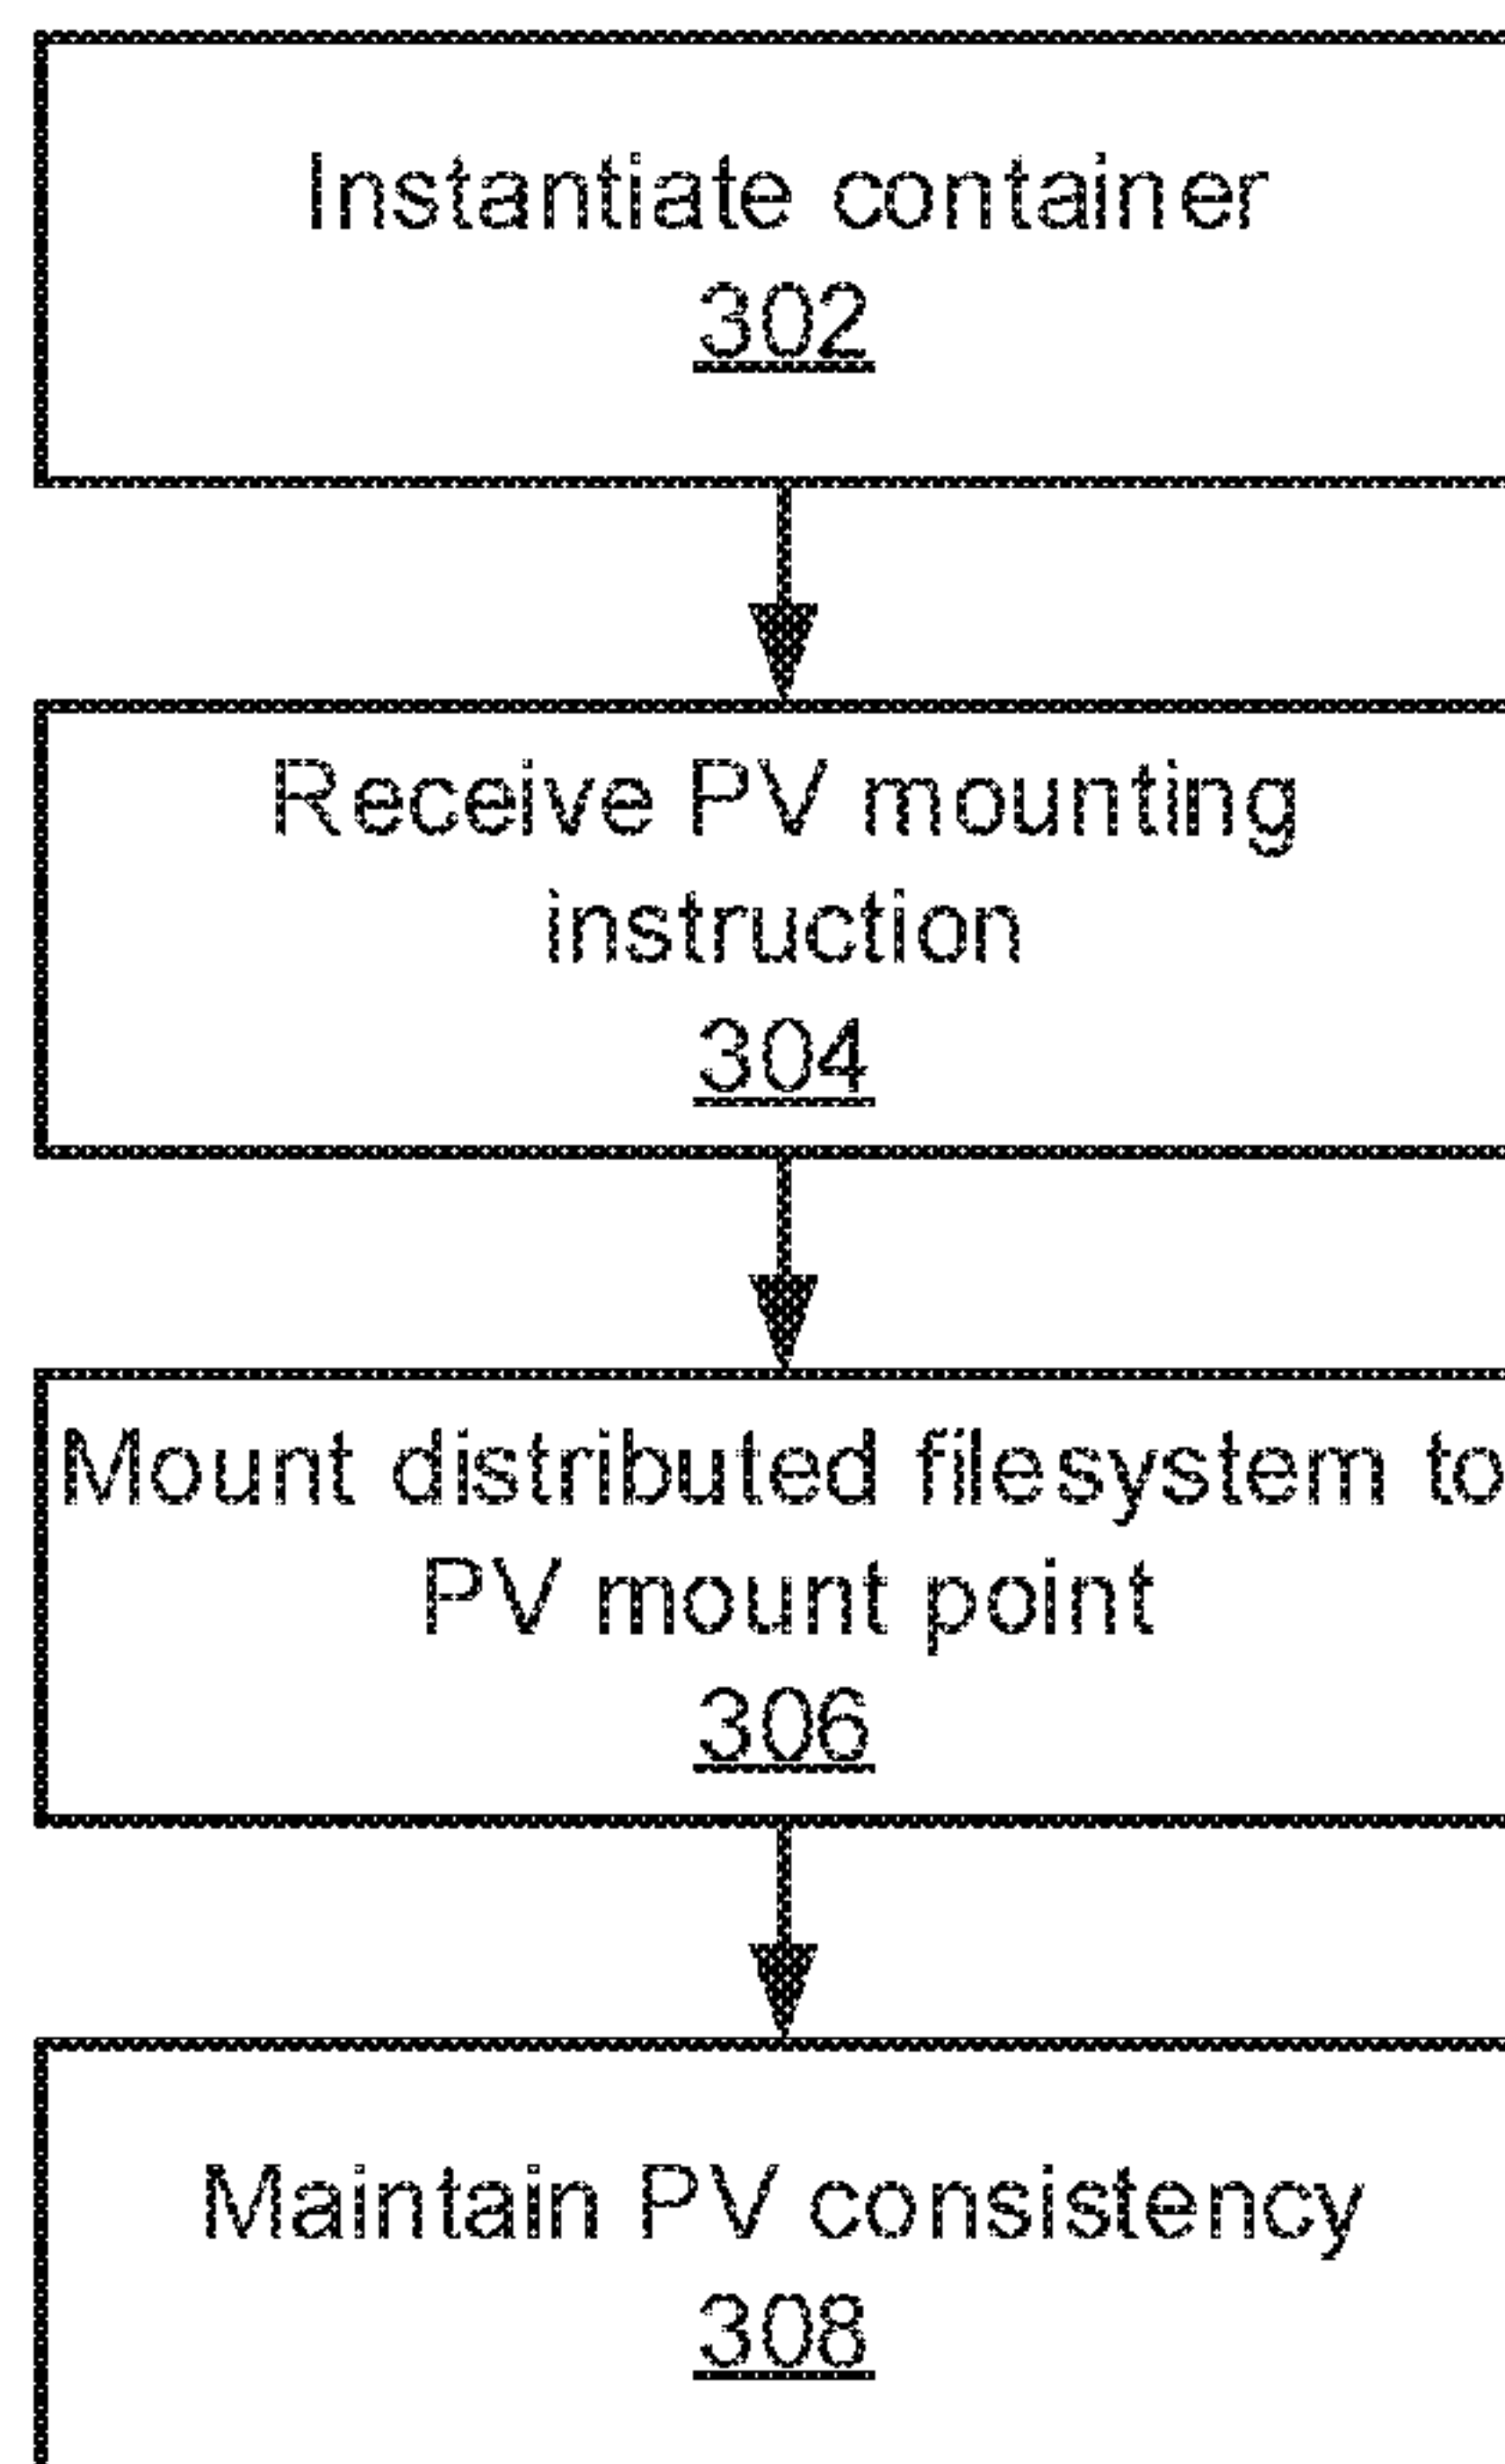 Instantiate container
302
Receive PV mounting
instruction
304
Mount distributed filesystem to
PV mount point
306
Maintain PV consistency
308